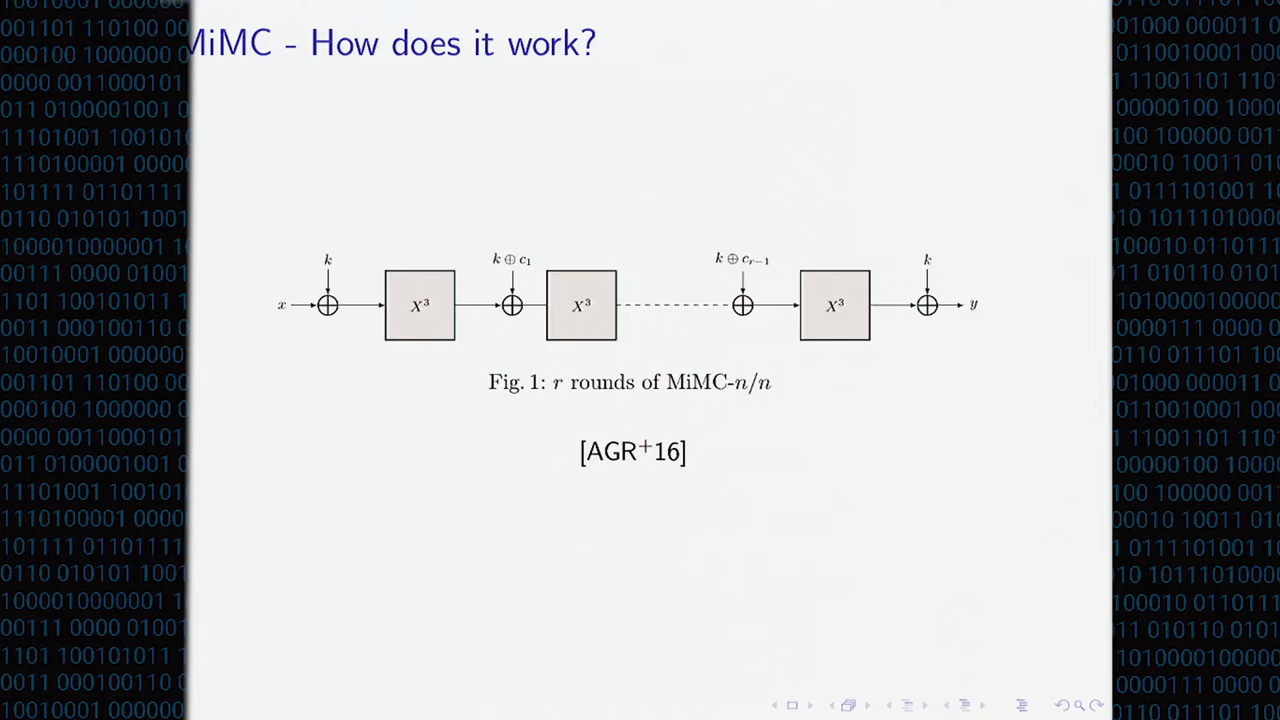 MiMC - How does it work?
k
k ⊕ c₁
k ⊕ cᵣ₋₁
k
x
X³
X³
X³
y
Fig. 1: r rounds of MiMC-n/n
[AGR⁺16]